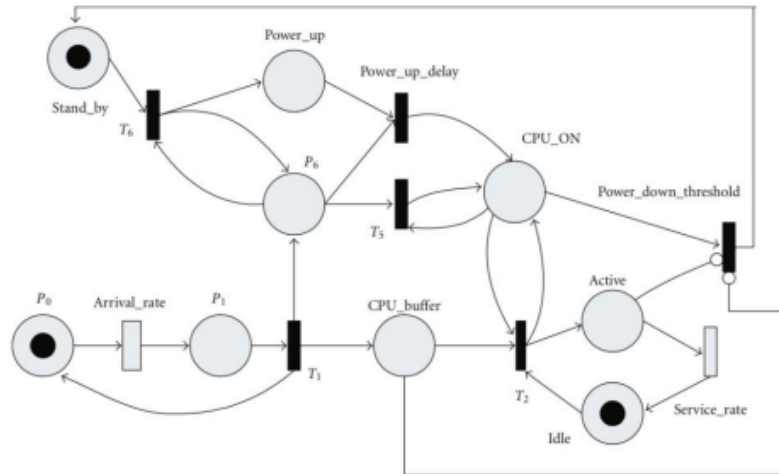 Power_up
Stand_by
Power_up_delay
T6
CPU_ON
P6
Power_down_threshold
T5
Active
P0
Arrival_rate
P1
CPU_buffer
T1
T2
Service_rate
Idle